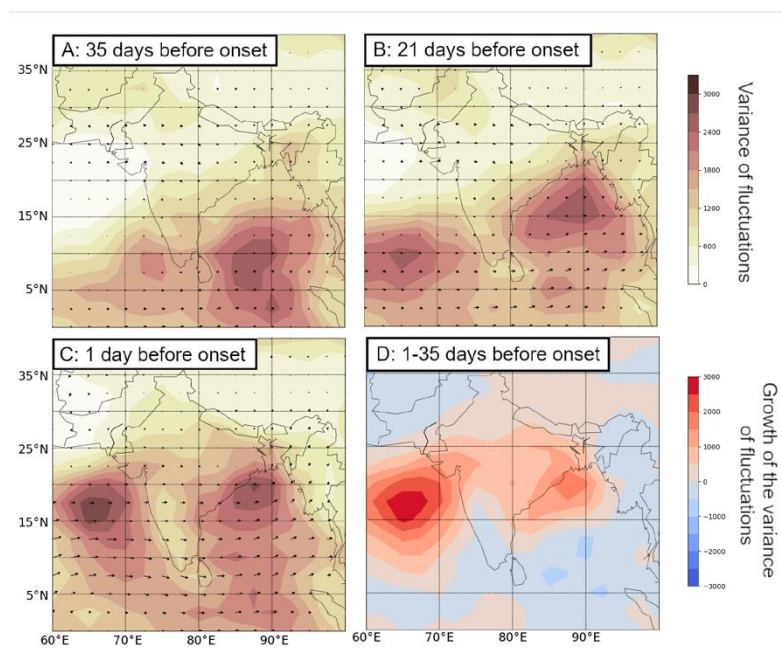 A: 35 days before onset
B: 21 days before onset
35°N
25°N
15°N
5°N
3000
2400
1800
1200
600
0
Variance of
fluctuations
C: 1 day before onset
D: 1-35 days before onset
35°N
25°N
15°N
5°N
60°E
70°E
80°E
90°E
60°E
70°E
80°E
90°E
3000
2000
1000
0
−1000
−2000
−3000
Growth of the variance
of fluctuations